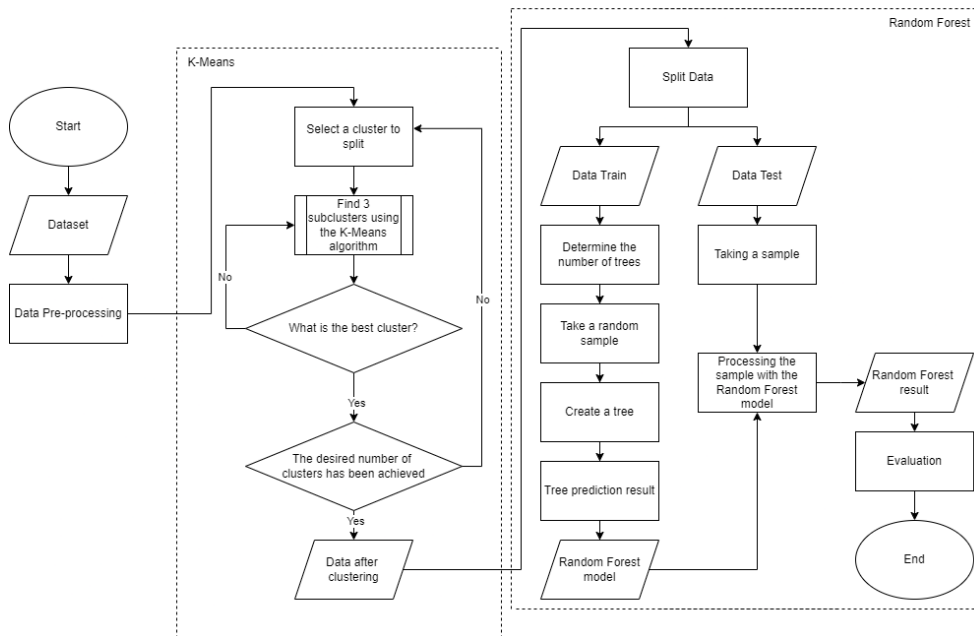 Start
Dataset
Data Pre-processing
K-Means
Select a cluster to
split
Find 3
subclusters using
the K-Means
algorithm
No
What is the best cluster?
No
Yes
The desired number of
clusters has been achieved
Yes
Data after
clustering
Random Forest
Split Data
Data Train
Data Test
Determine the
number of trees
Taking a sample
Take a random
sample
Create a tree
Tree prediction result
Random Forest
model
Processing the
sample with the
Random Forest
model
Random Forest
result
Evaluation
End